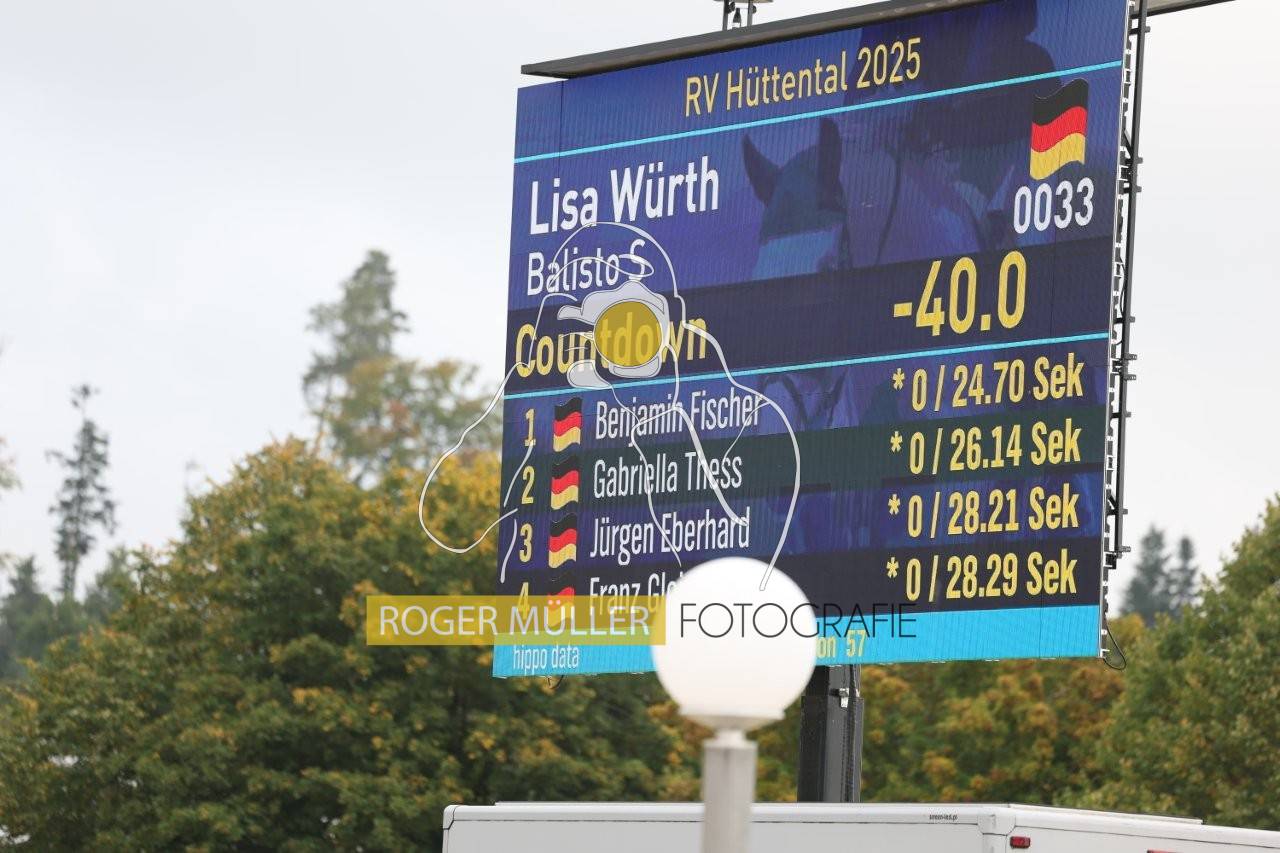 RV Hüttental 2025
Lisa Würth
0033
Balisto S
Countdown -40.0
1 Benjamin Fischer * 0 / 24.70 Sek
2 Gabriella Thess * 0 / 26.14 Sek
3 Jürgen Eberhard * 0 / 28.21 Sek
4 Franz * 0 / 28.29 Sek
ROGER MÜLLER FOTOGRAFIE
hippo data 57